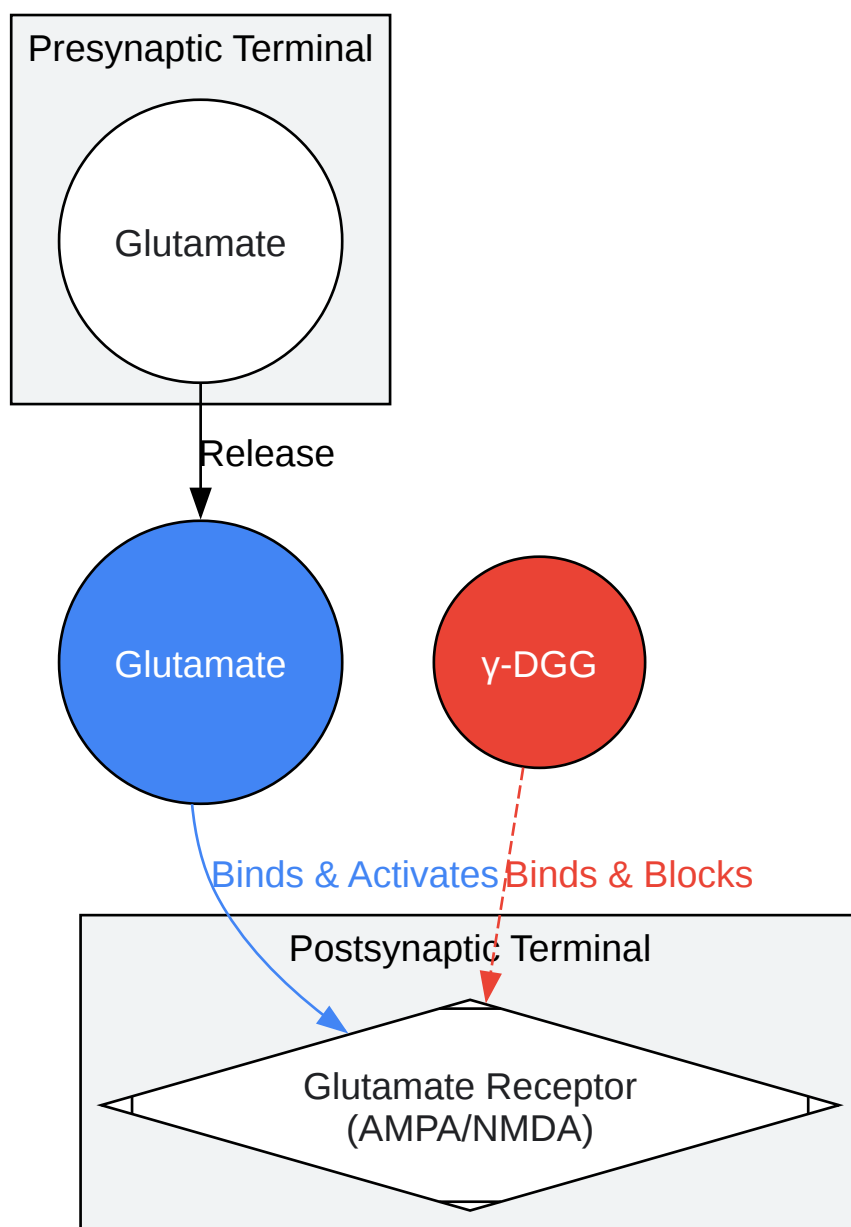 Presynaptic Terminal
Glutamate
Release
Glutamate
γ-DGG
Binds & Activates
Binds & Blocks
Postsynaptic Terminal
Glutamate Receptor
(AMPA/NMDA)